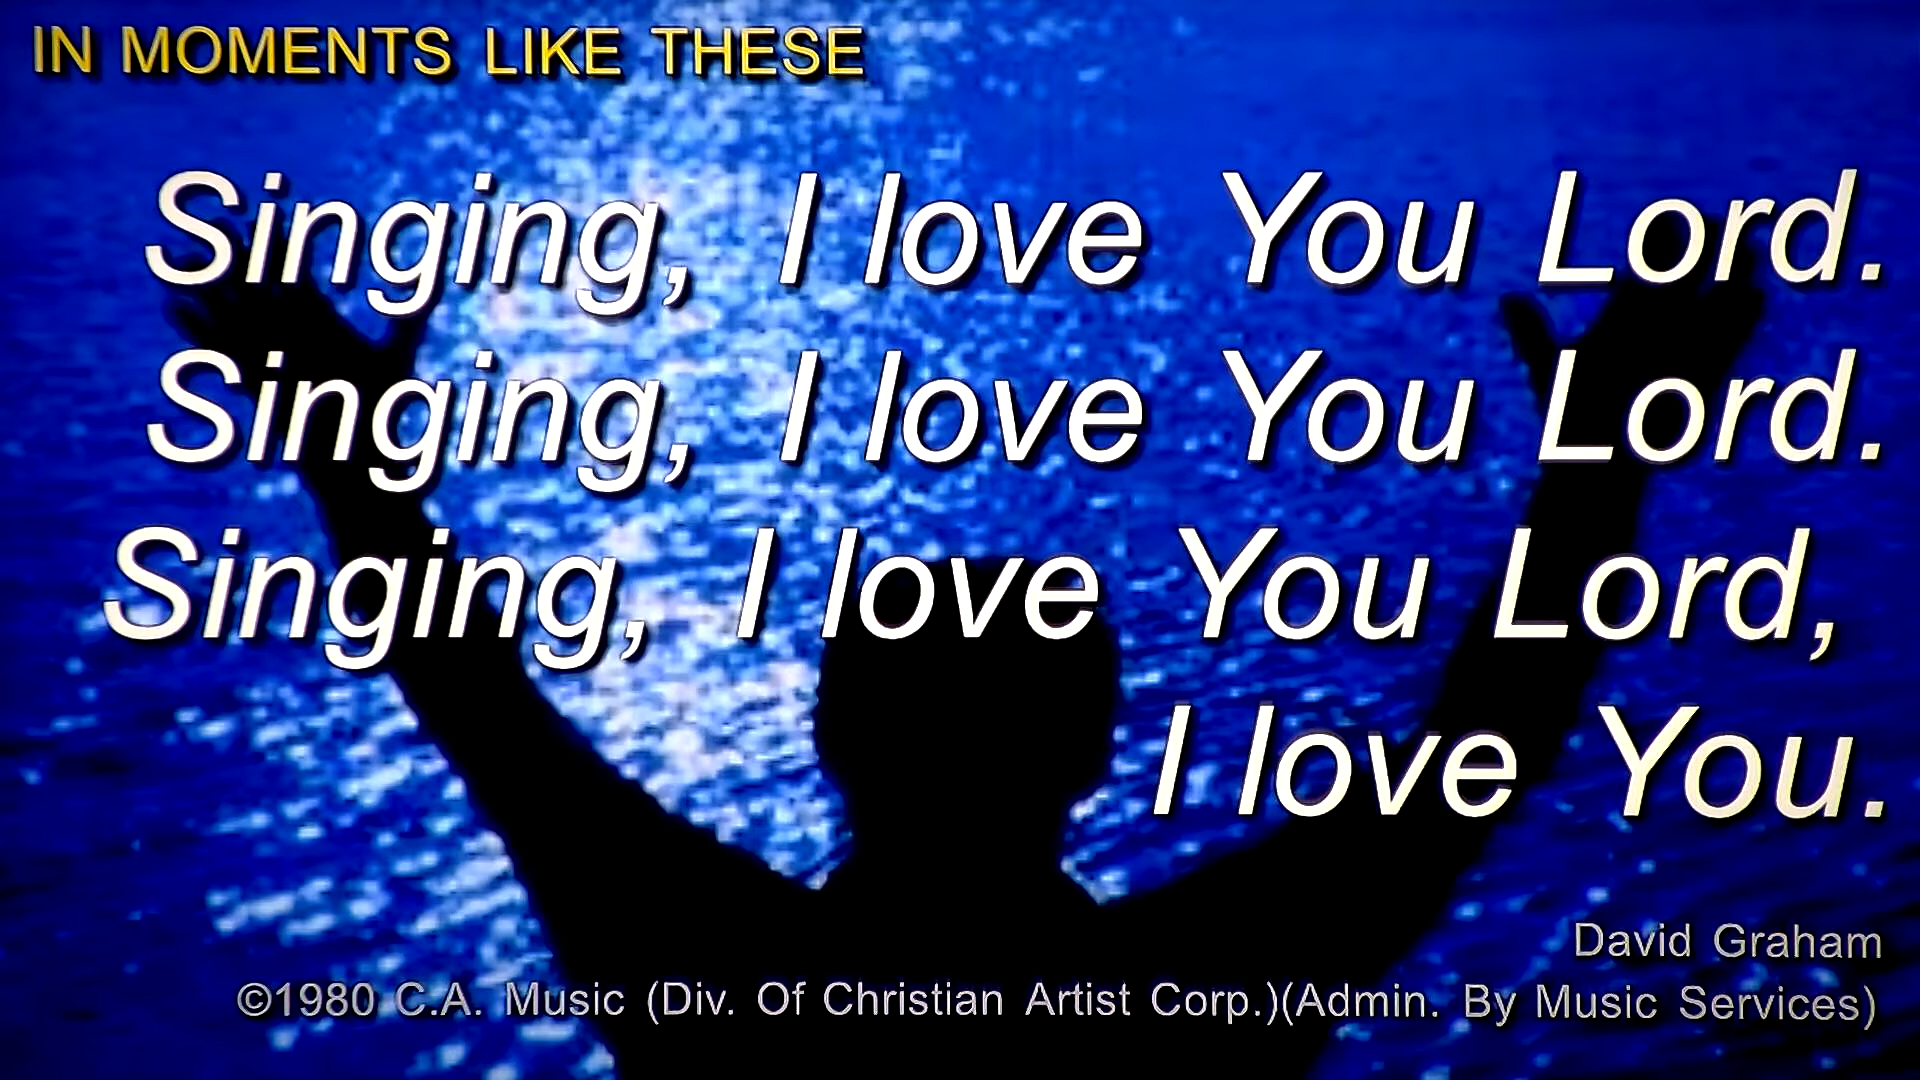 IN MOMENTS LIKE THESE
Singing, I love You Lord.
Singing, I love You Lord.
Singing, I love You Lord,
I love You.
David Graham
©1980 C.A. Music (Div. Of Christian Artist Corp.)(Admin. By Music Services)